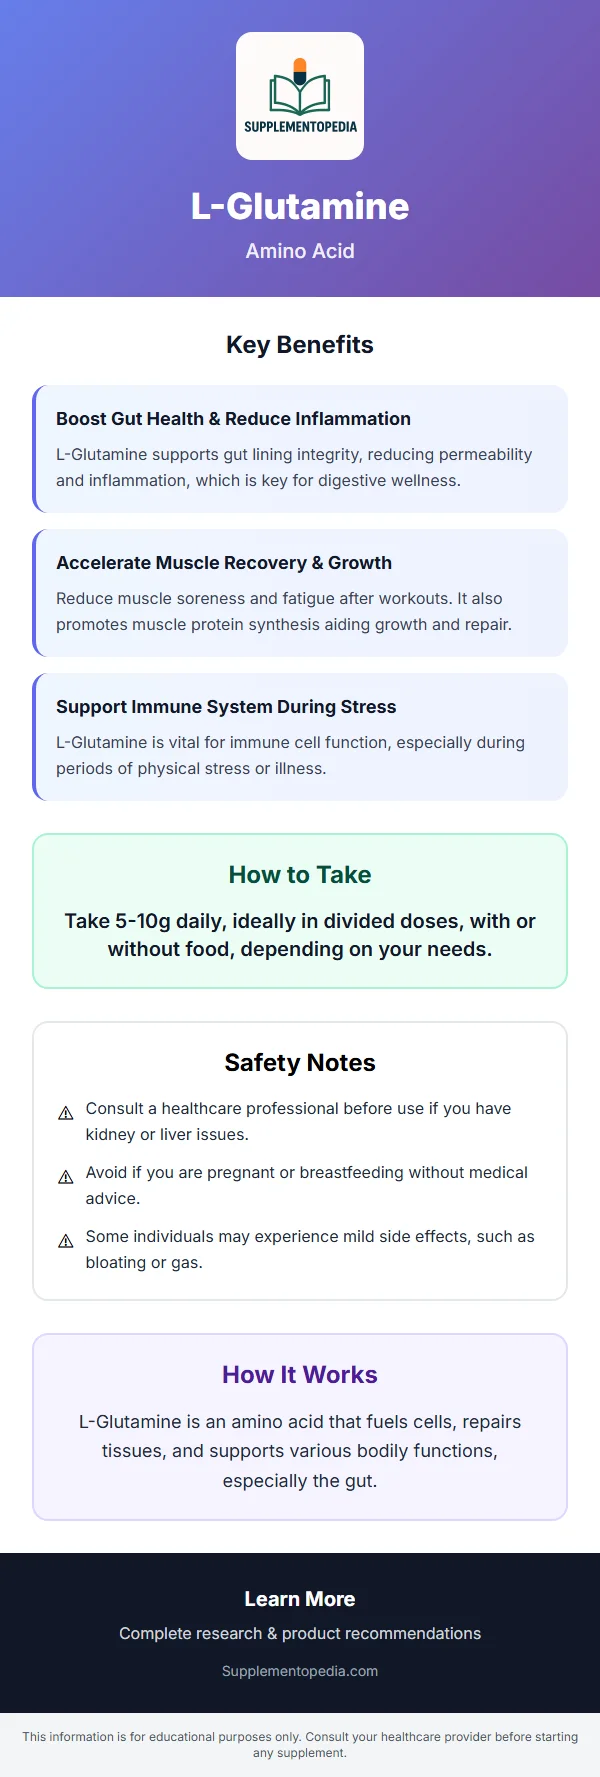 SUPPLEMENTOPEDIA
L-Glutamine
Amino Acid
Key Benefits
Boost Gut Health & Reduce Inflammation
L-Glutamine supports gut lining integrity, reducing permeability
and inflammation, which is key for digestive wellness.
Accelerate Muscle Recovery & Growth
Reduce muscle soreness and fatigue after workouts. It also
promotes muscle protein synthesis aiding growth and repair.
Support Immune System During Stress
L-Glutamine is vital for immune cell function, especially during
periods of physical stress or illness.
How to Take
Take 5-10g daily, ideally in divided doses, with or
without food, depending on your needs.
Safety Notes
Consult a healthcare professional before use if you have
kidney or liver issues.
Avoid if you are pregnant or breastfeeding without medical
advice.
Some individuals may experience mild side effects, such as
bloating or gas.
How It Works
L-Glutamine is an amino acid that fuels cells, repairs
tissues, and supports various bodily functions,
especially the gut.
Learn More
Complete research & product recommendations
Supplementopedia.com
This information is for educational purposes only. Consult your healthcare provider before starting
any supplement.